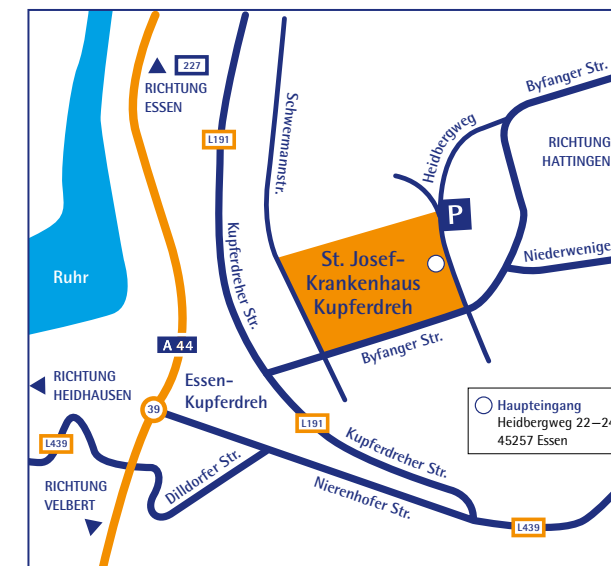 227
RICHTUNG
ESSEN
L191
Schwermannstr.
Heidbergweg
Byfanger Str.
RICHTUNG
HATTINGEN
P
Kupferdreher Str.
St. Josef-
Krankenhaus
Kupferdreh
Niederwenige
Ruhr
A 44
Byfanger Str.
RICHTUNG
HEIDHAUSEN
Essen-
Kupferdreh
39
L439
L191
Haupteingang
Heidbergweg 22–24
45257 Essen
Kupferdreher Str.
Dilldorfer Str.
Nierenhofer Str.
RICHTUNG
VELBERT
L439